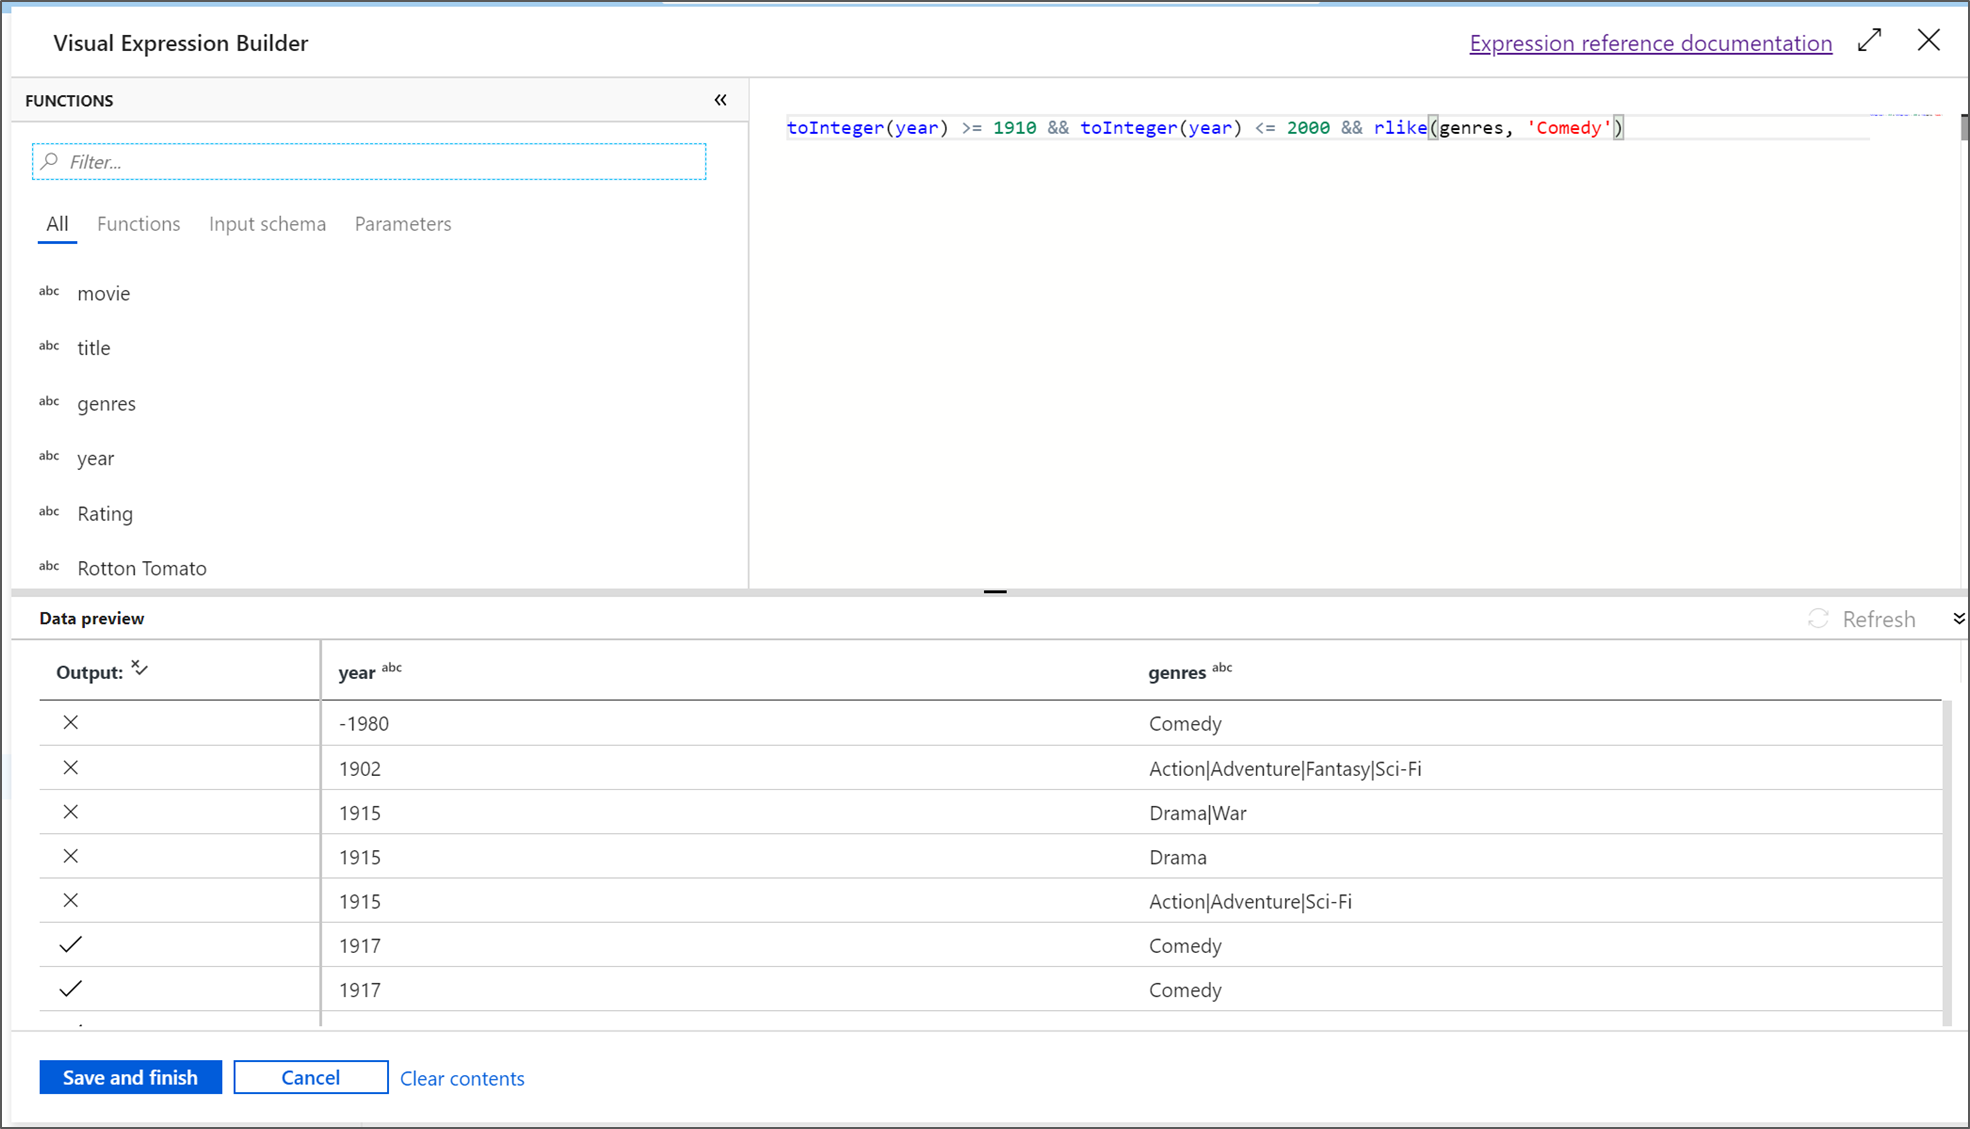 Visual Expression Builder
Expression reference documentation
FUNCTIONS
toInteger(year) >= 1910 && toInteger(year) <= 2000 && rlike(genres, 'Comedy')
Filter...
All Functions Input schema Parameters
abc movie
abc title
abc genres
abc year
abc Rating
abc Rotton Tomato
Data preview
Refresh
Output: year abc genres abc
-1980 Comedy
1902 Action|Adventure|Fantasy|Sci-Fi
1915 Drama|War
1915 Drama
1915 Action|Adventure|Sci-Fi
1917 Comedy
1917 Comedy
Save and finish Cancel Clear contents